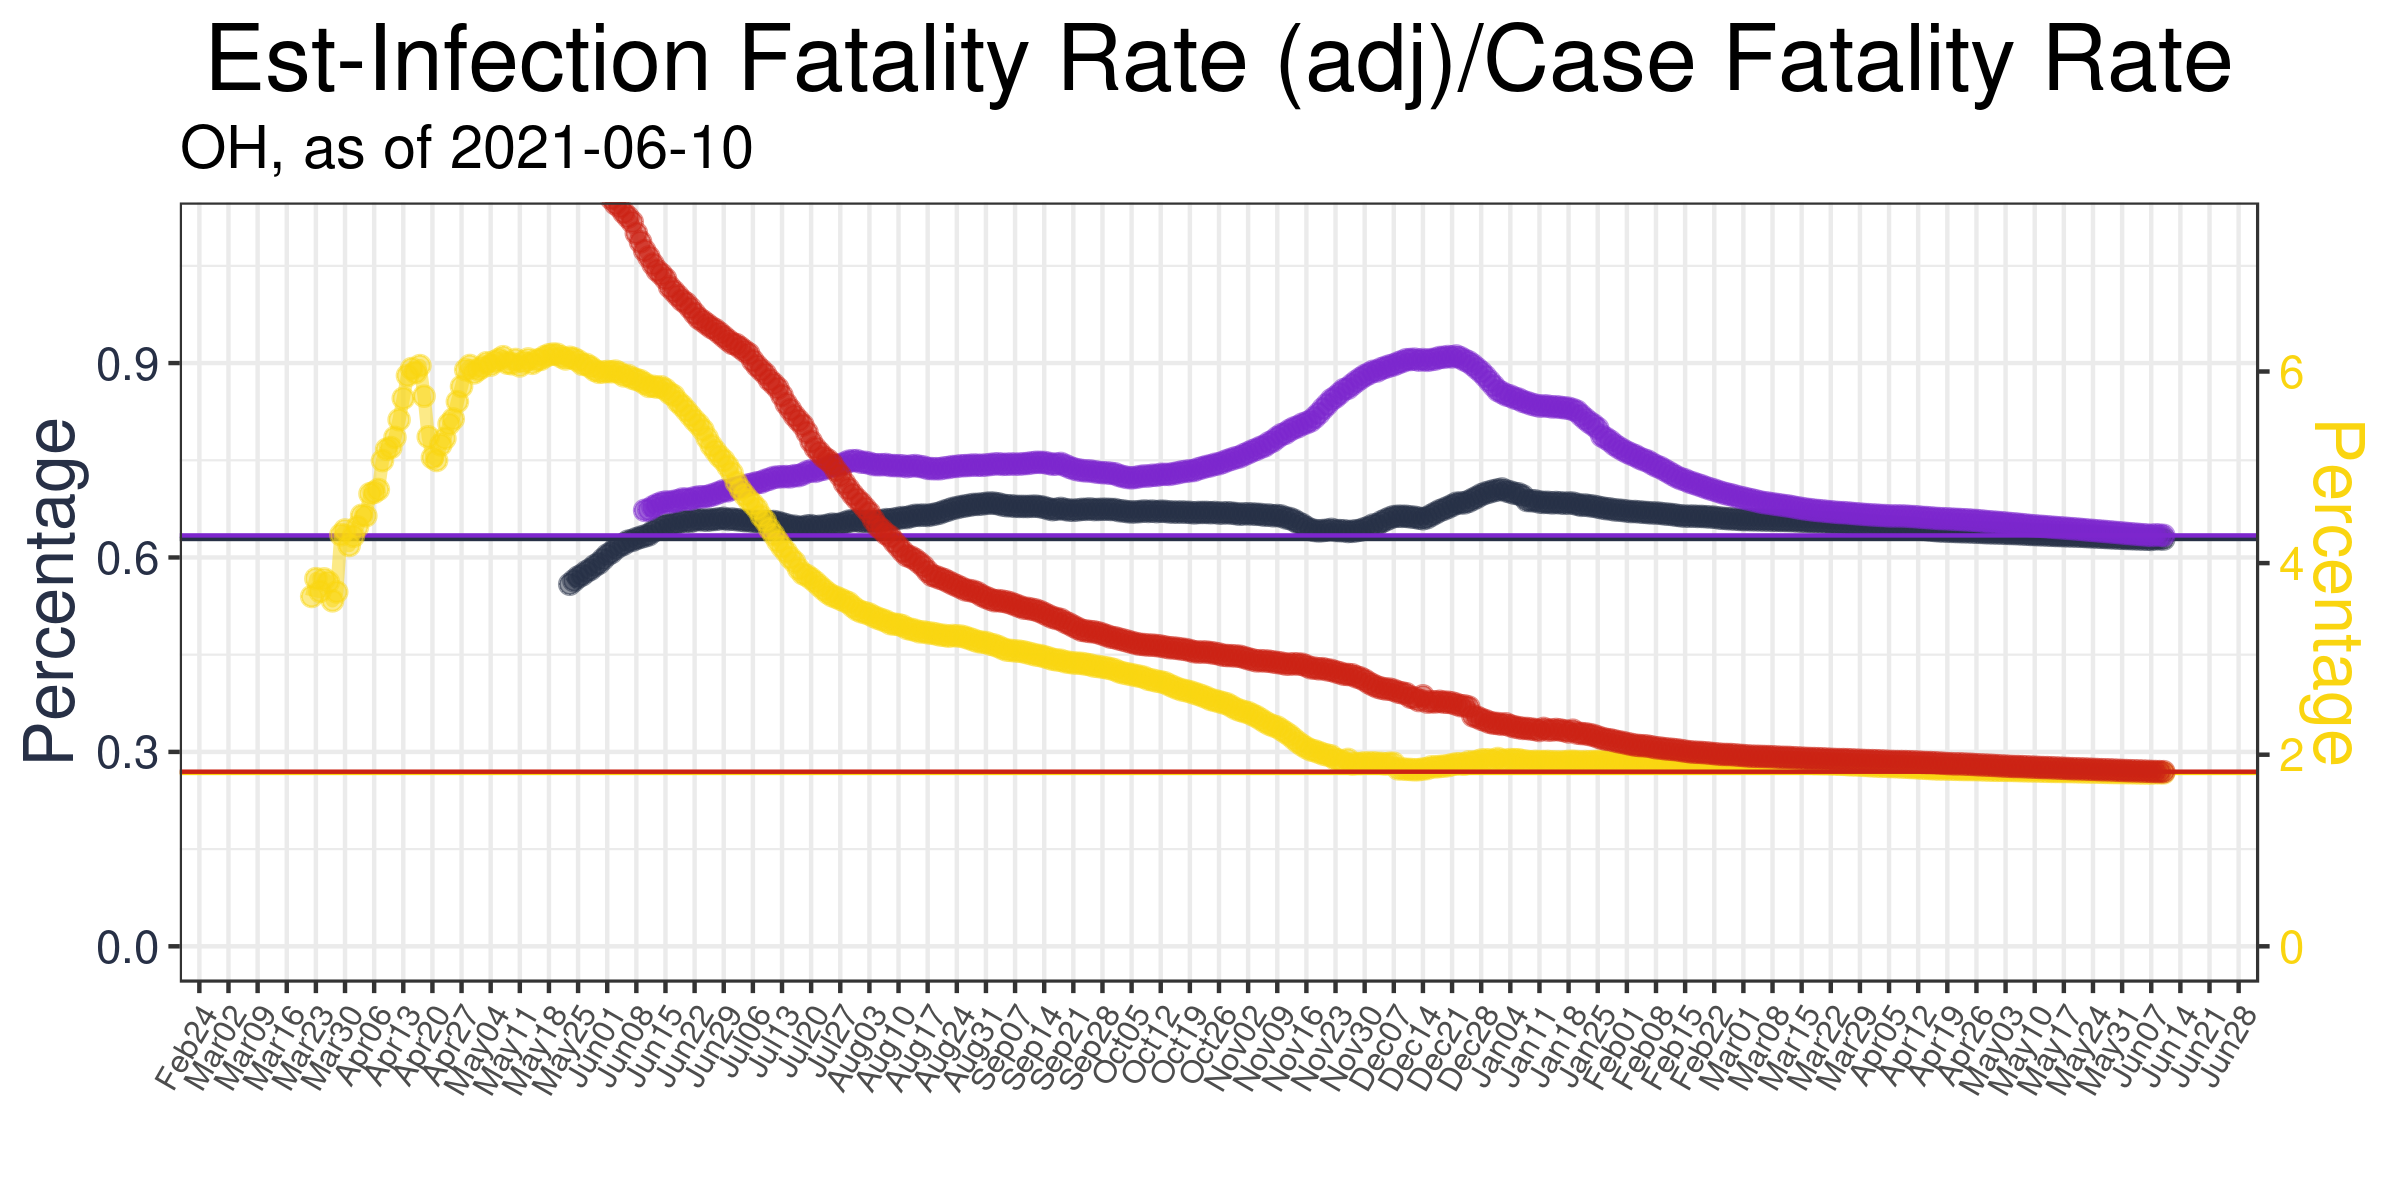 Est-Infection Fatality Rate (adj)/Case Fatality Rate
OH, as of 2021-06-10
Percentage
0.9
0.6
0.3
0.0
6
4
2
0
Percentage
Feb24
Mar02
Mar09
Mar16
Mar23
Mar30
Apr06
Apr13
Apr20
Apr27
May04
May11
May18
May25
Jun01
Jun08
Jun15
Jun22
Jun29
Jul06
Jul13
Jul20
Jul27
Aug03
Aug10
Aug17
Aug24
Aug31
Sep07
Sep14
Sep21
Sep28
Oct05
Oct12
Oct19
Oct26
Nov02
Nov09
Nov16
Nov23
Nov30
Dec07
Dec14
Dec21
Dec28
Jan04
Jan11
Jan18
Jan25
Feb01
Feb08
Feb15
Feb22
Mar01
Mar08
Mar15
Mar22
Mar29
Apr05
Apr12
Apr19
Apr26
May03
May10
May17
May24
May31
Jun07
Jun14
Jun21
Jun28